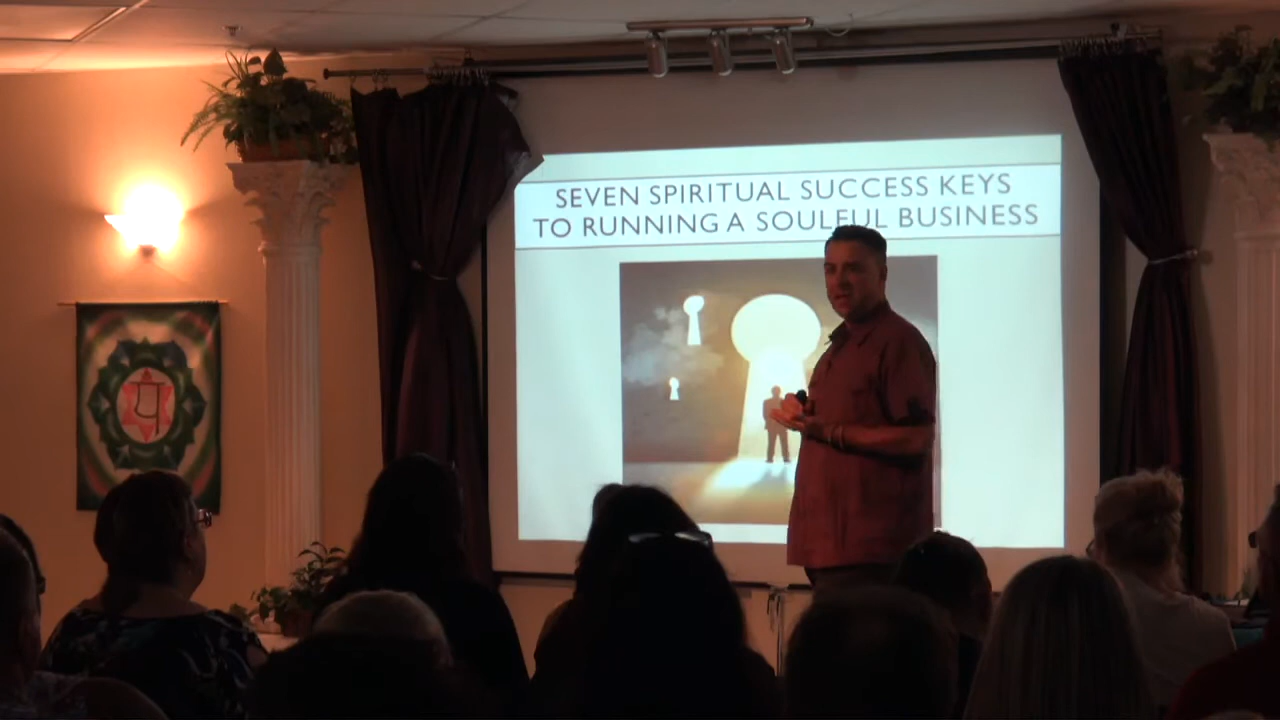 SEVEN SPIRITUAL SUCCESS KEYS
TO RUNNING A SOULFUL BUSINESS